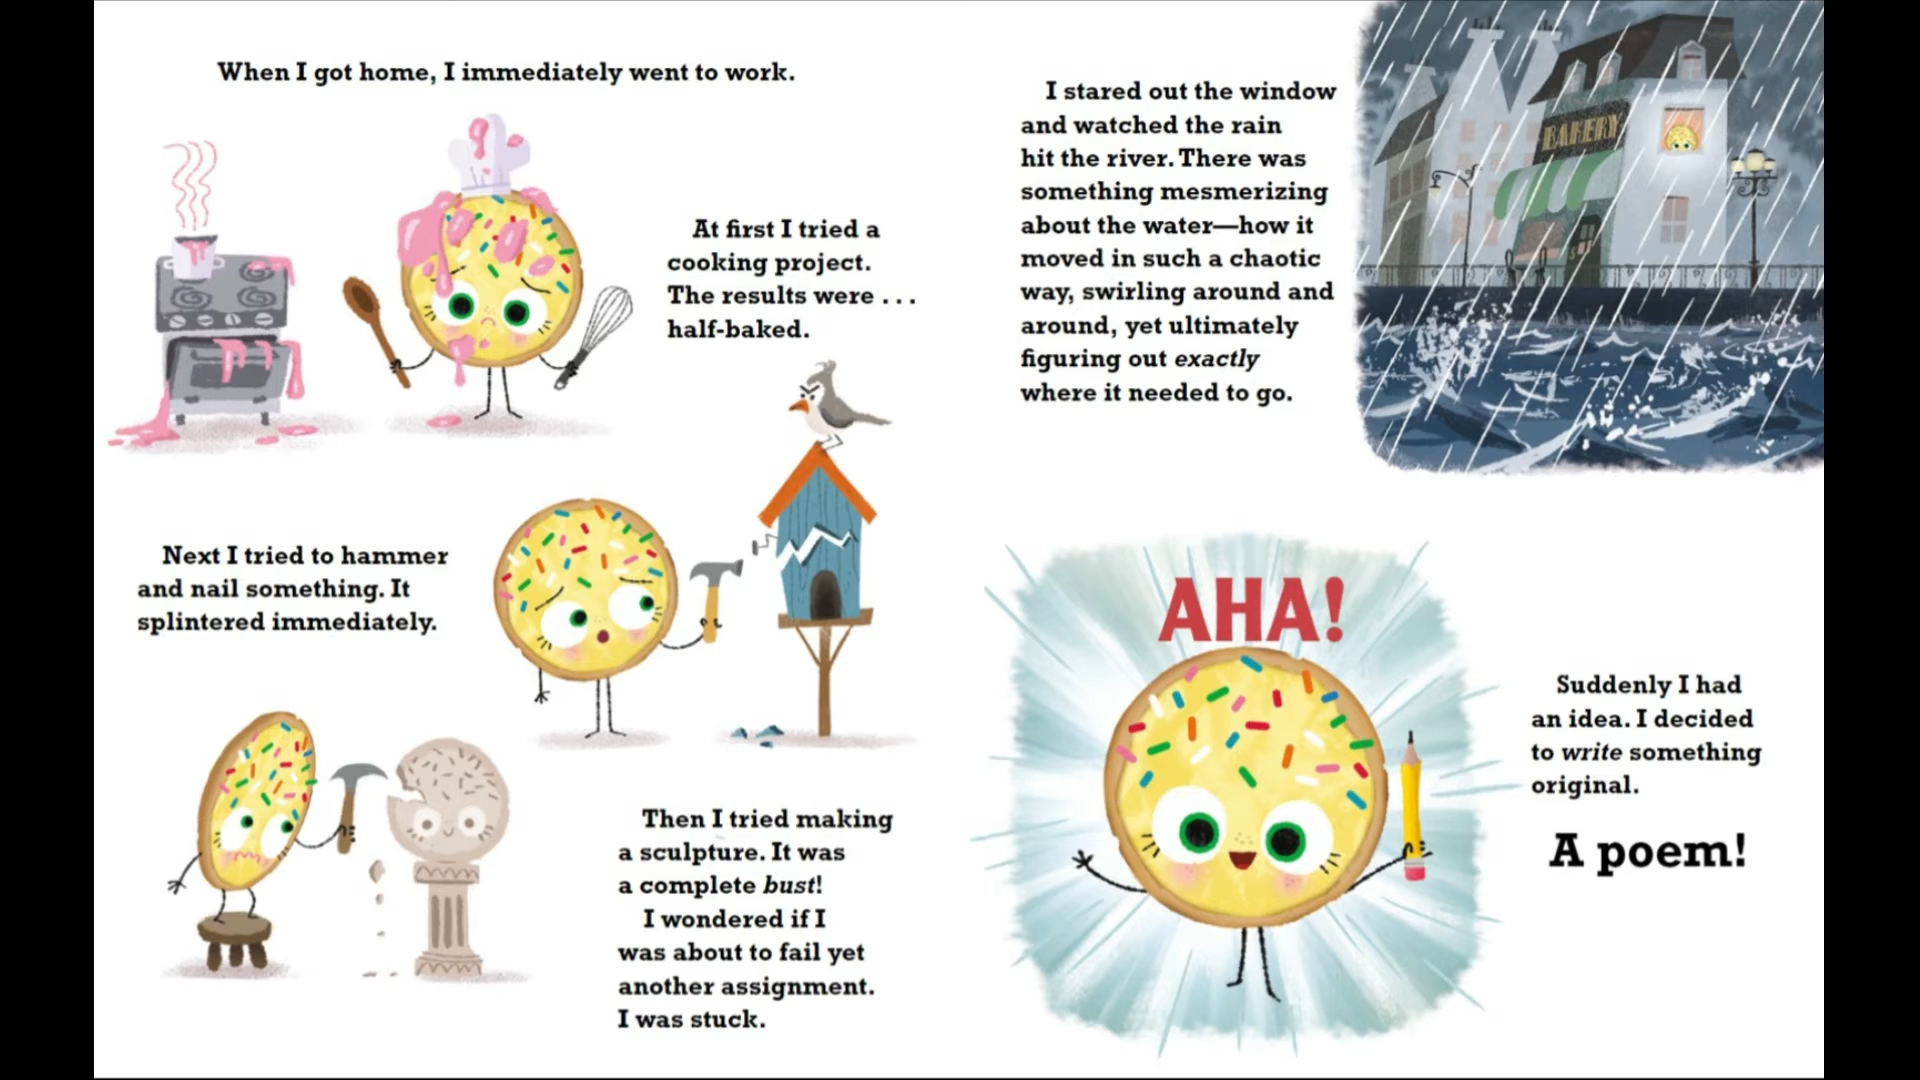 When I got home, I immediately went to work.
At first I tried a
cooking project.
The results were . . .
half-baked.
Next I tried to hammer
and nail something. It
splintered immediately.
Then I tried making
a sculpture. It was
a complete bust!
I wondered if I
was about to fail yet
another assignment.
I was stuck.
I stared out the window
and watched the rain
hit the river. There was
something mesmerizing
about the water—how it
moved in such a chaotic
way, swirling around and
around, yet ultimately
figuring out exactly
where it needed to go.
BAKERY
AHA!
Suddenly I had
an idea. I decided
to write something
original.
A poem!